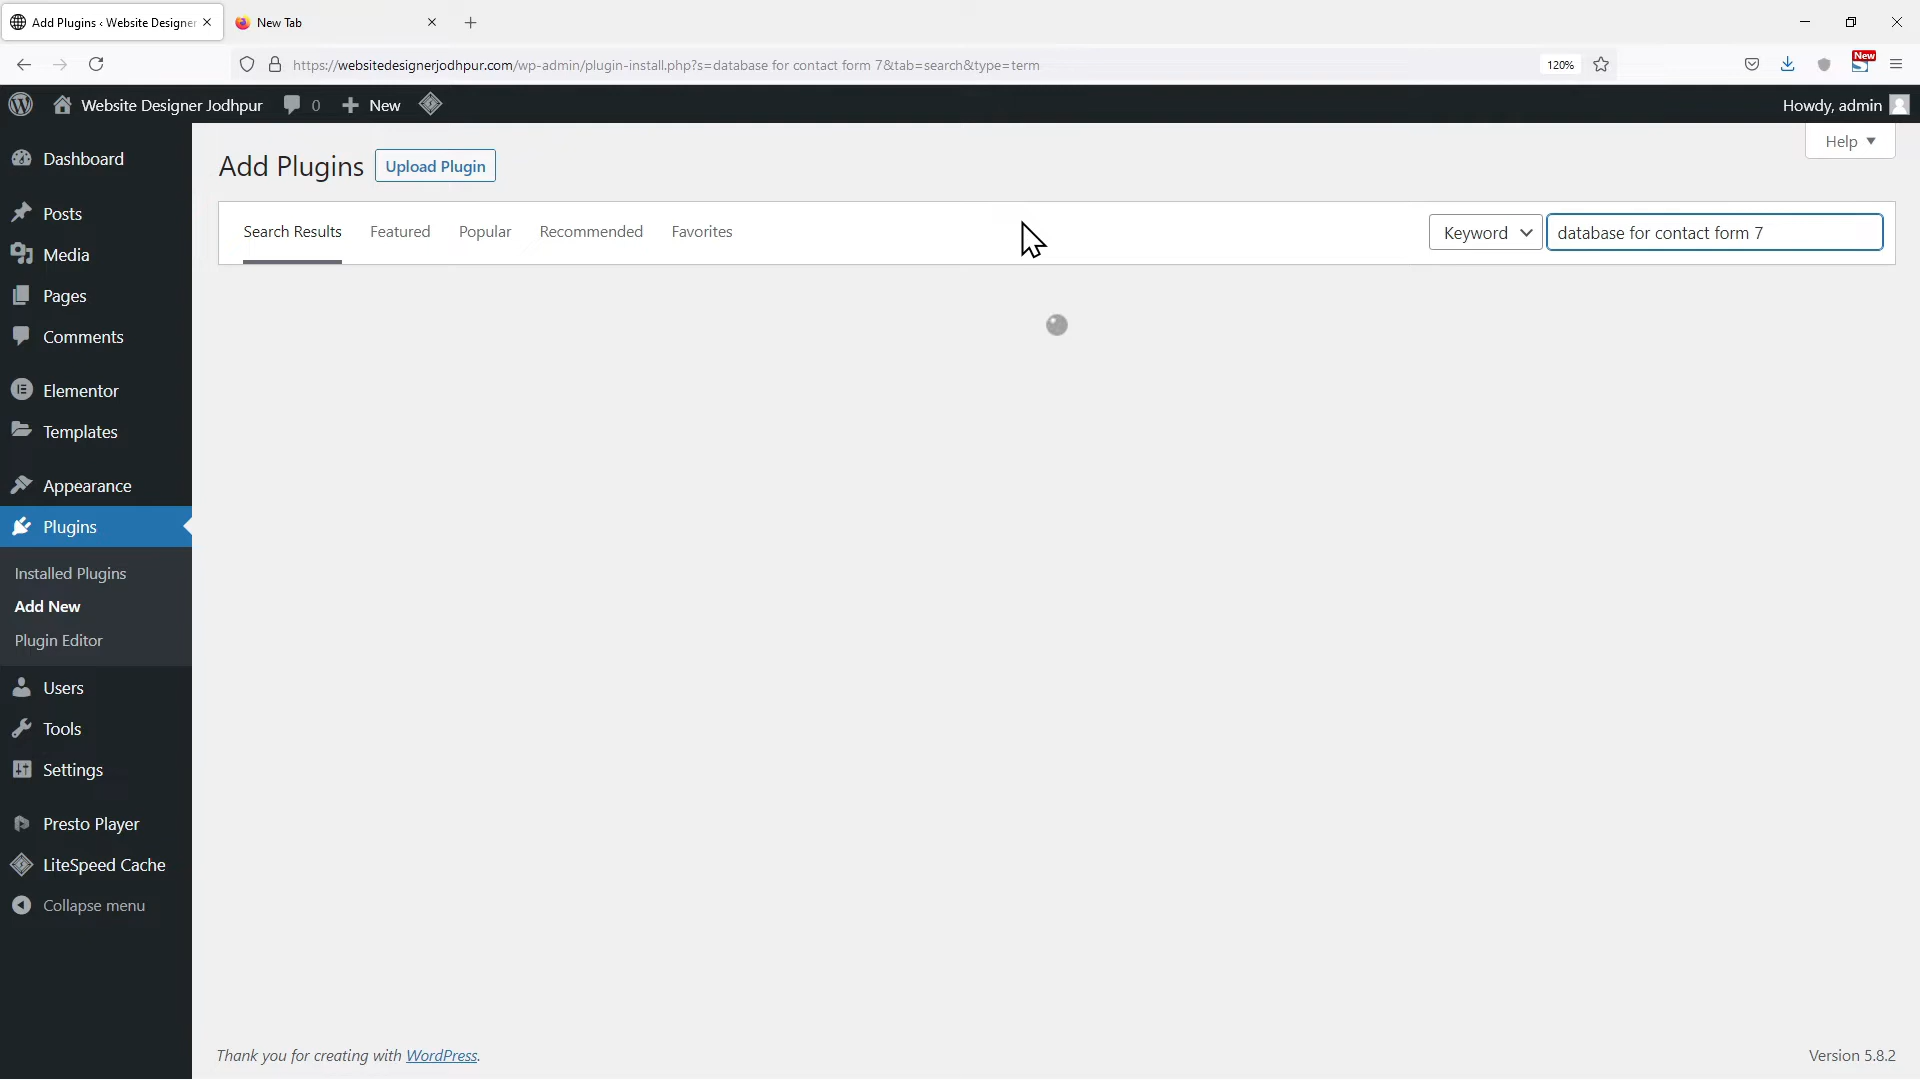 Add Plugins ‹ Website Designer
New Tab
https://websitedesignerjodhpur.com/wp-admin/plugin-install.php?s=database for contact form 7&tab=search&type=term
120%
New
Website Designer Jodhpur
0
New
Howdy, admin
Help
Dashboard
Posts
Media
Pages
Comments
Elementor
Templates
Appearance
Plugins
Installed Plugins
Add New
Plugin Editor
Users
Tools
Settings
Presto Player
LiteSpeed Cache
Collapse menu
Add Plugins
Upload Plugin
Search Results
Featured
Popular
Recommended
Favorites
Keyword
database for contact form 7
Thank you for creating with WordPress.
Version 5.8.2